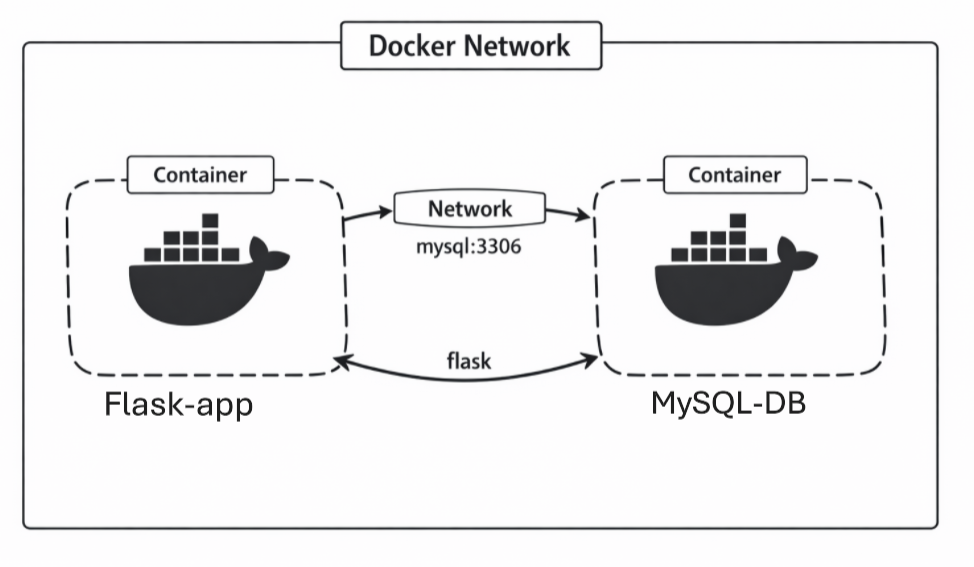 Docker Network
Container
Container
Network
mysql:3306
flask
Flask-app
MySQL-DB